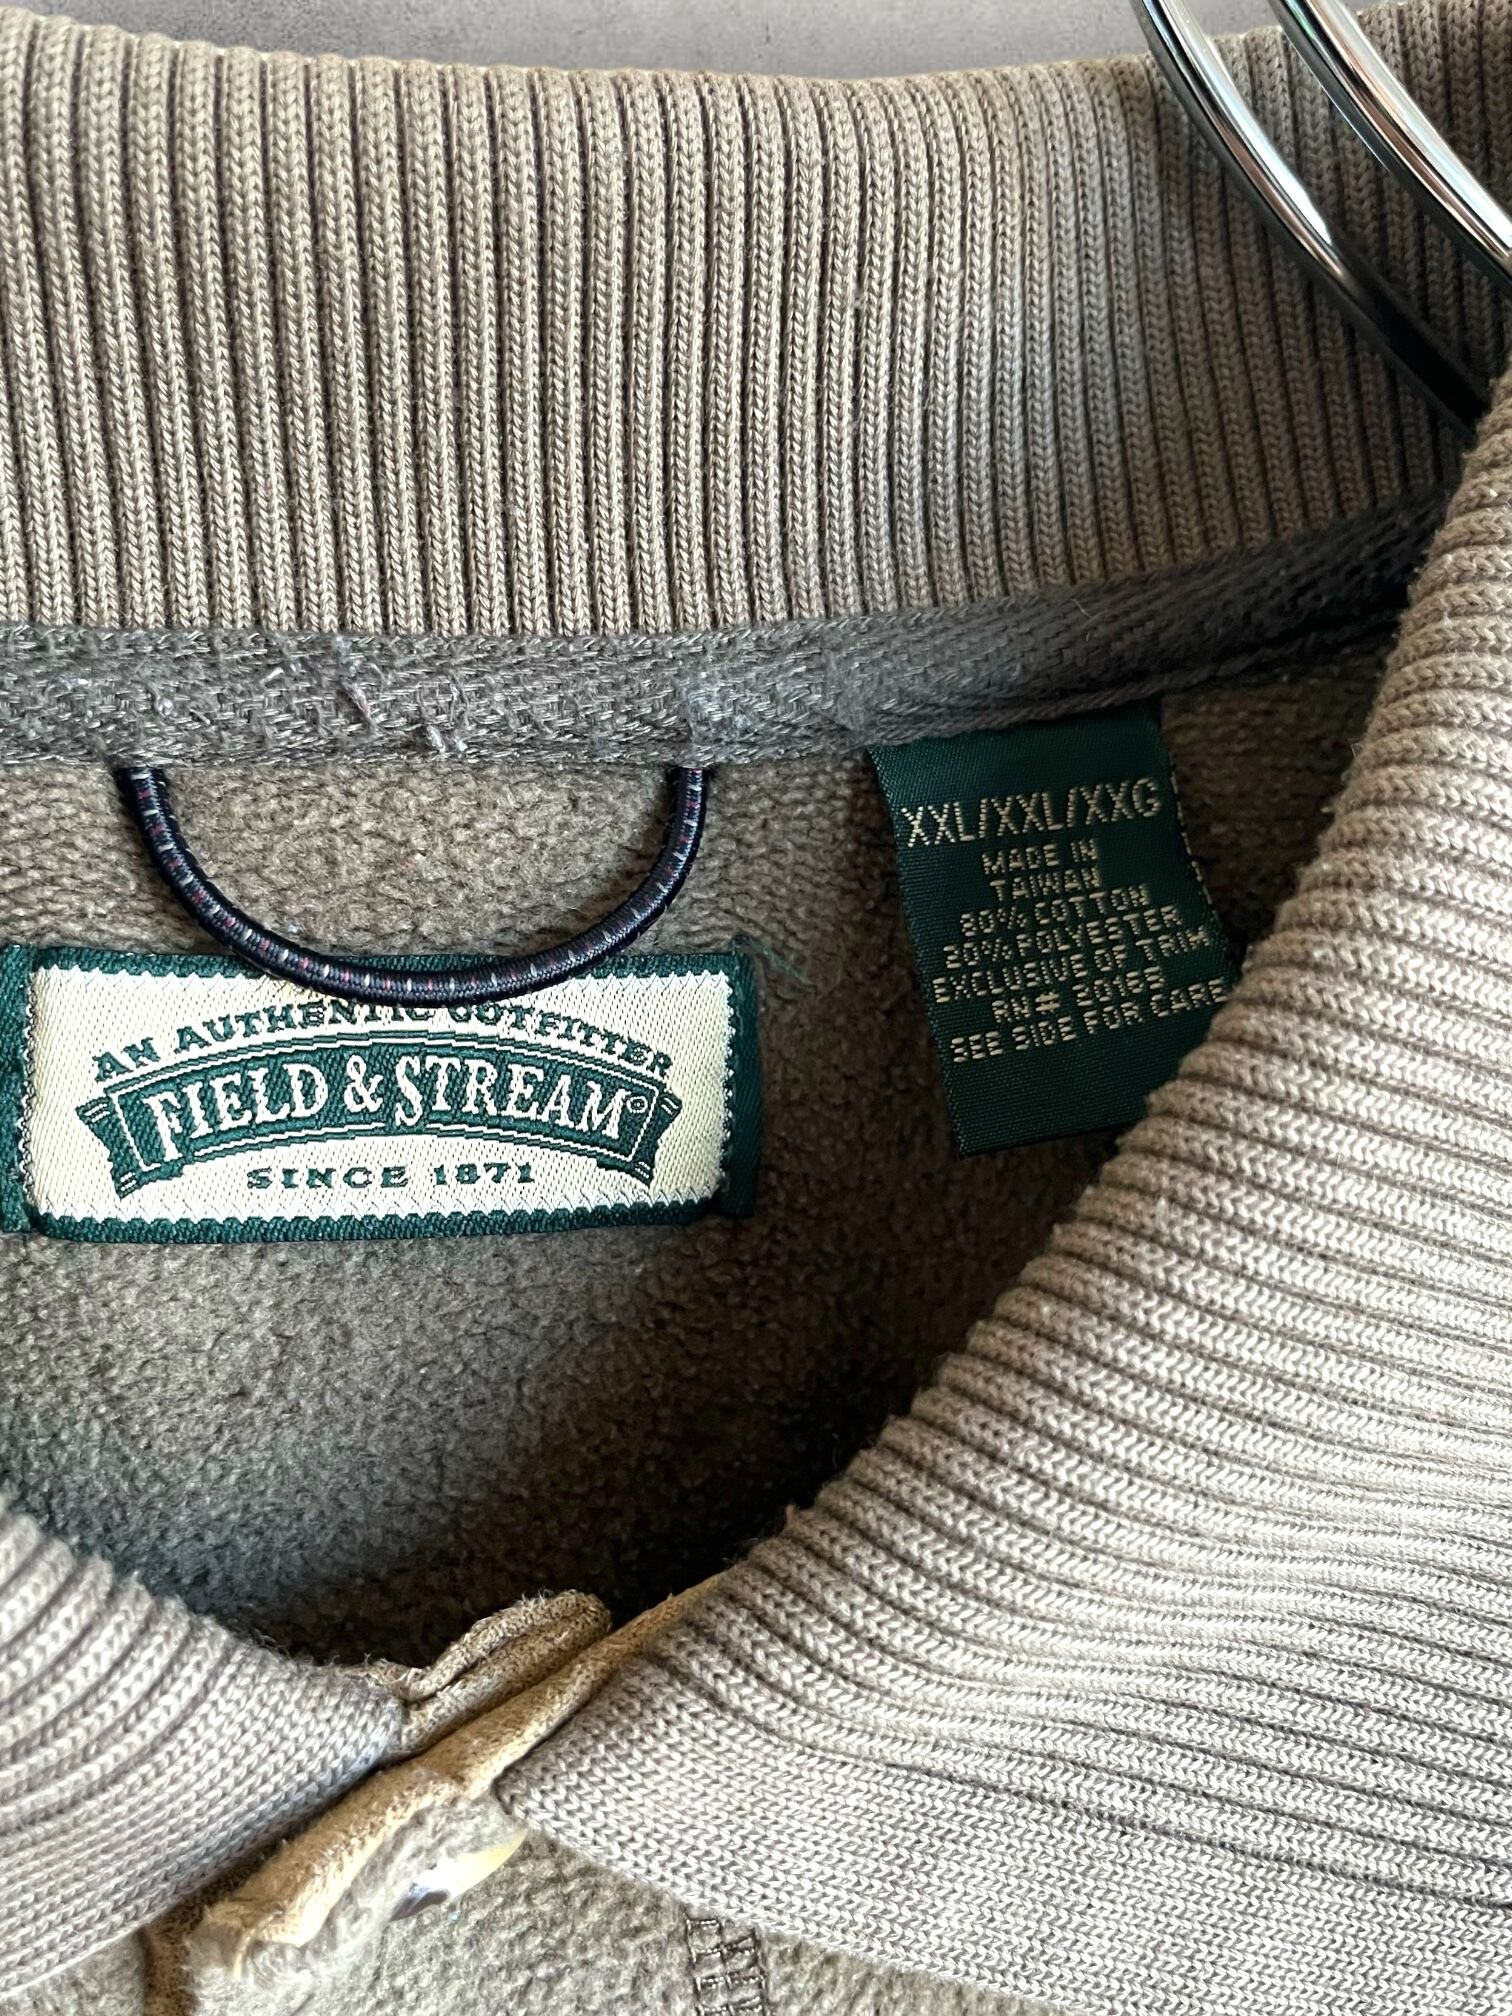 AN AUTHENTIC OUTFITTER
FIELD & STREAM
SINCE 1871
XXL/XXL/XXG
MADE IN
TAIWAN
80% COTTON
20% POLYESTER
EXCLUSIVE OF TRIM
RN#
SEE SIDE FOR CARE